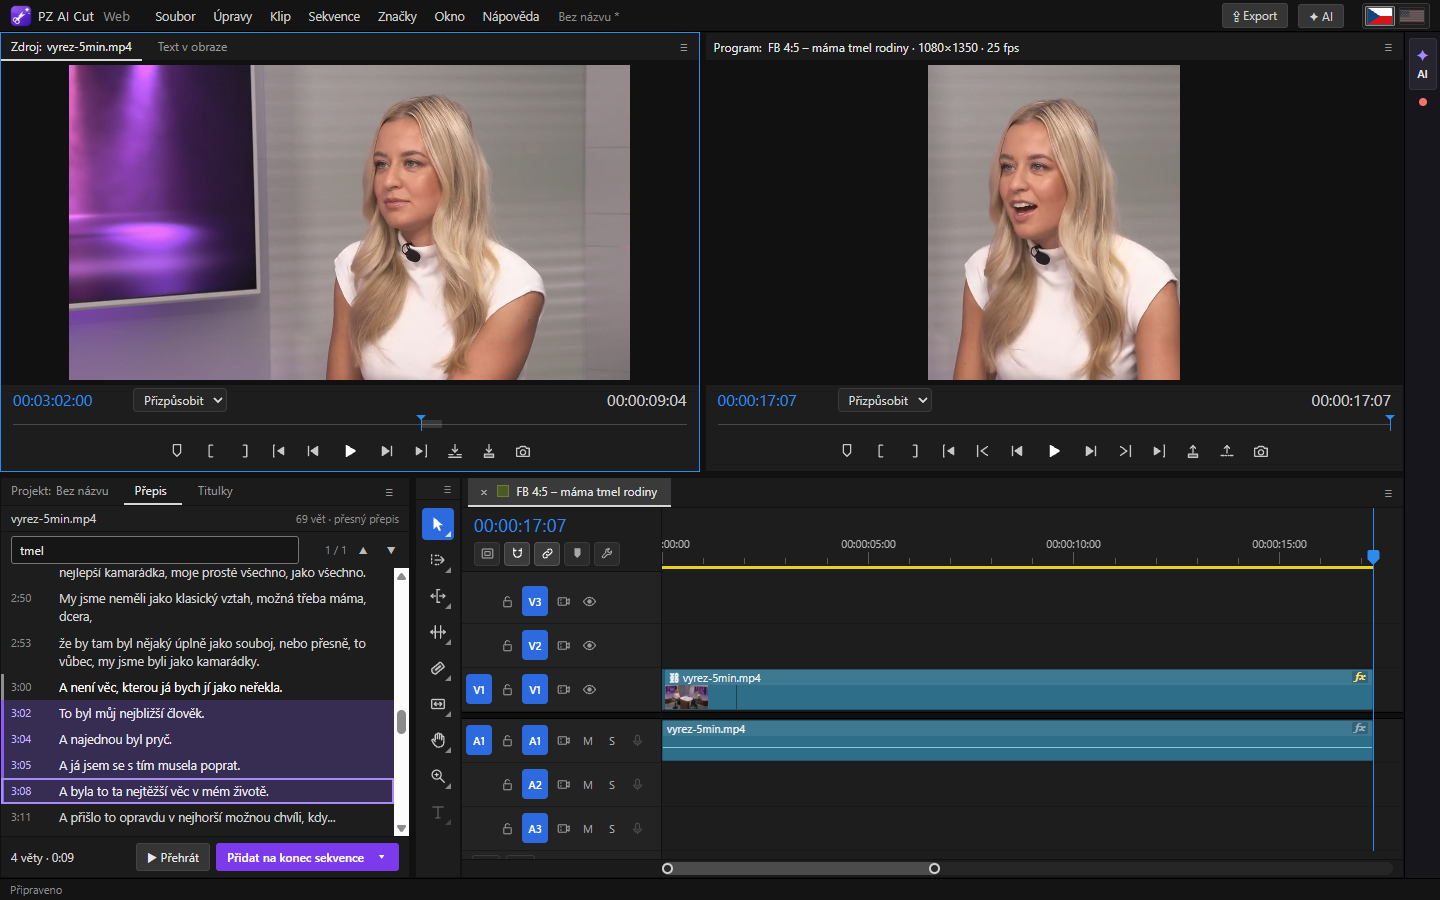 PZ AI Cut Web Soubor Úpravy Klip Sekvence Značky Okno Nápověda Bez názvu * Export AI
Zdroj: vyrez-5min.mp4 Text v obraze
Program: FB 4:5 – máma tmel rodiny · 1080×1350 · 25 fps
AI
00:03:02:00 Přizpůsobit 00:00:09:04
00:00:17:07 Přizpůsobit 00:00:17:07
Projekt: Bez názvu Přepis Titulky
vyrez-5min.mp4 69 vět · přesný přepis
tmel 1 / 1
nejlepší kamarádka, moje prostě všechno, jako všechno.
2:50 My jsme neměli jako klasický vztah, možná třeba máma,
dcera,
2:53 že by tam byl nějaký úplně jako souboj, nebo přesně, to
vůbec, my jsme byli jako kamarádky.
3:00 A není věc, kterou já bych jí jako neřekla.
3:02 To byl můj nejbližší člověk.
3:04 A najednou byl pryč.
3:05 A já jsem se s tím musela poprat.
3:08 A byla to ta nejtěžší věc v mém životě.
3:11 A přišlo to opravdu v nejhorší možnou chvíli, kdy...
4 věty · 0:09 Přehrát Přidat na konec sekvence
× FB 4:5 – máma tmel rodiny
00:00:17:07
:00:00 00:00:05:00 00:00:10:00 00:00:15:00
V3
V2
V1 V1 vyrez-5min.mp4 fx
A1 A1 M S vyrez-5min.mp4 fx
A2 M S
A3 M S
Připraveno